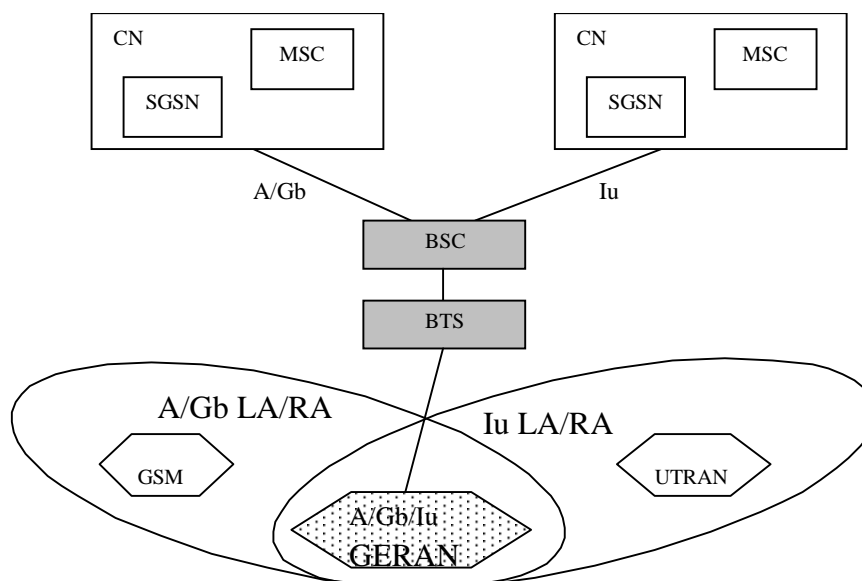 CN
MSC
SGSN
CN
MSC
SGSN
A/Gb
Iu
BSC
BTS
A/Gb LA/RA
Iu LA/RA
GSM
UTRAN
A/Gb/Iu
GERAN